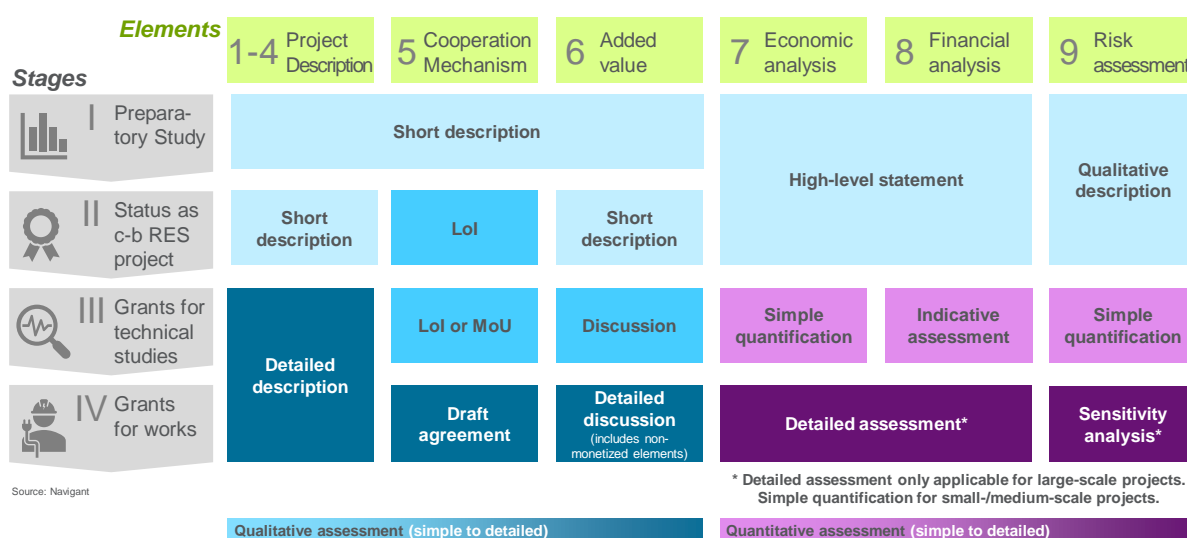 Elements
1-4 Project
Description
5 Cooperation
Mechanism
6 Added
value
7 Economic
analysis
8 Financial
analysis
9 Risk
assessment
Stages
I Prepara-
tory Study
Short description
High-level statement
Qualitative
description
II Status as
c-b RES
project
Short
description
LoI
Short
description
III Grants for
technical
studies
Detailed
description
LoI or MoU
Discussion
Simple
quantification
Indicative
assessment
Simple
quantification
IV Grants
for works
Draft
agreement
Detailed
discussion
(includes non-
monetized elements)
Detailed assessment*
Sensitivity
analysis*
Source: Navigant
* Detailed assessment only applicable for large-scale projects.
Simple quantification for small-/medium-scale projects.
Qualitative assessment (simple to detailed)
Quantitative assessment (simple to detailed)